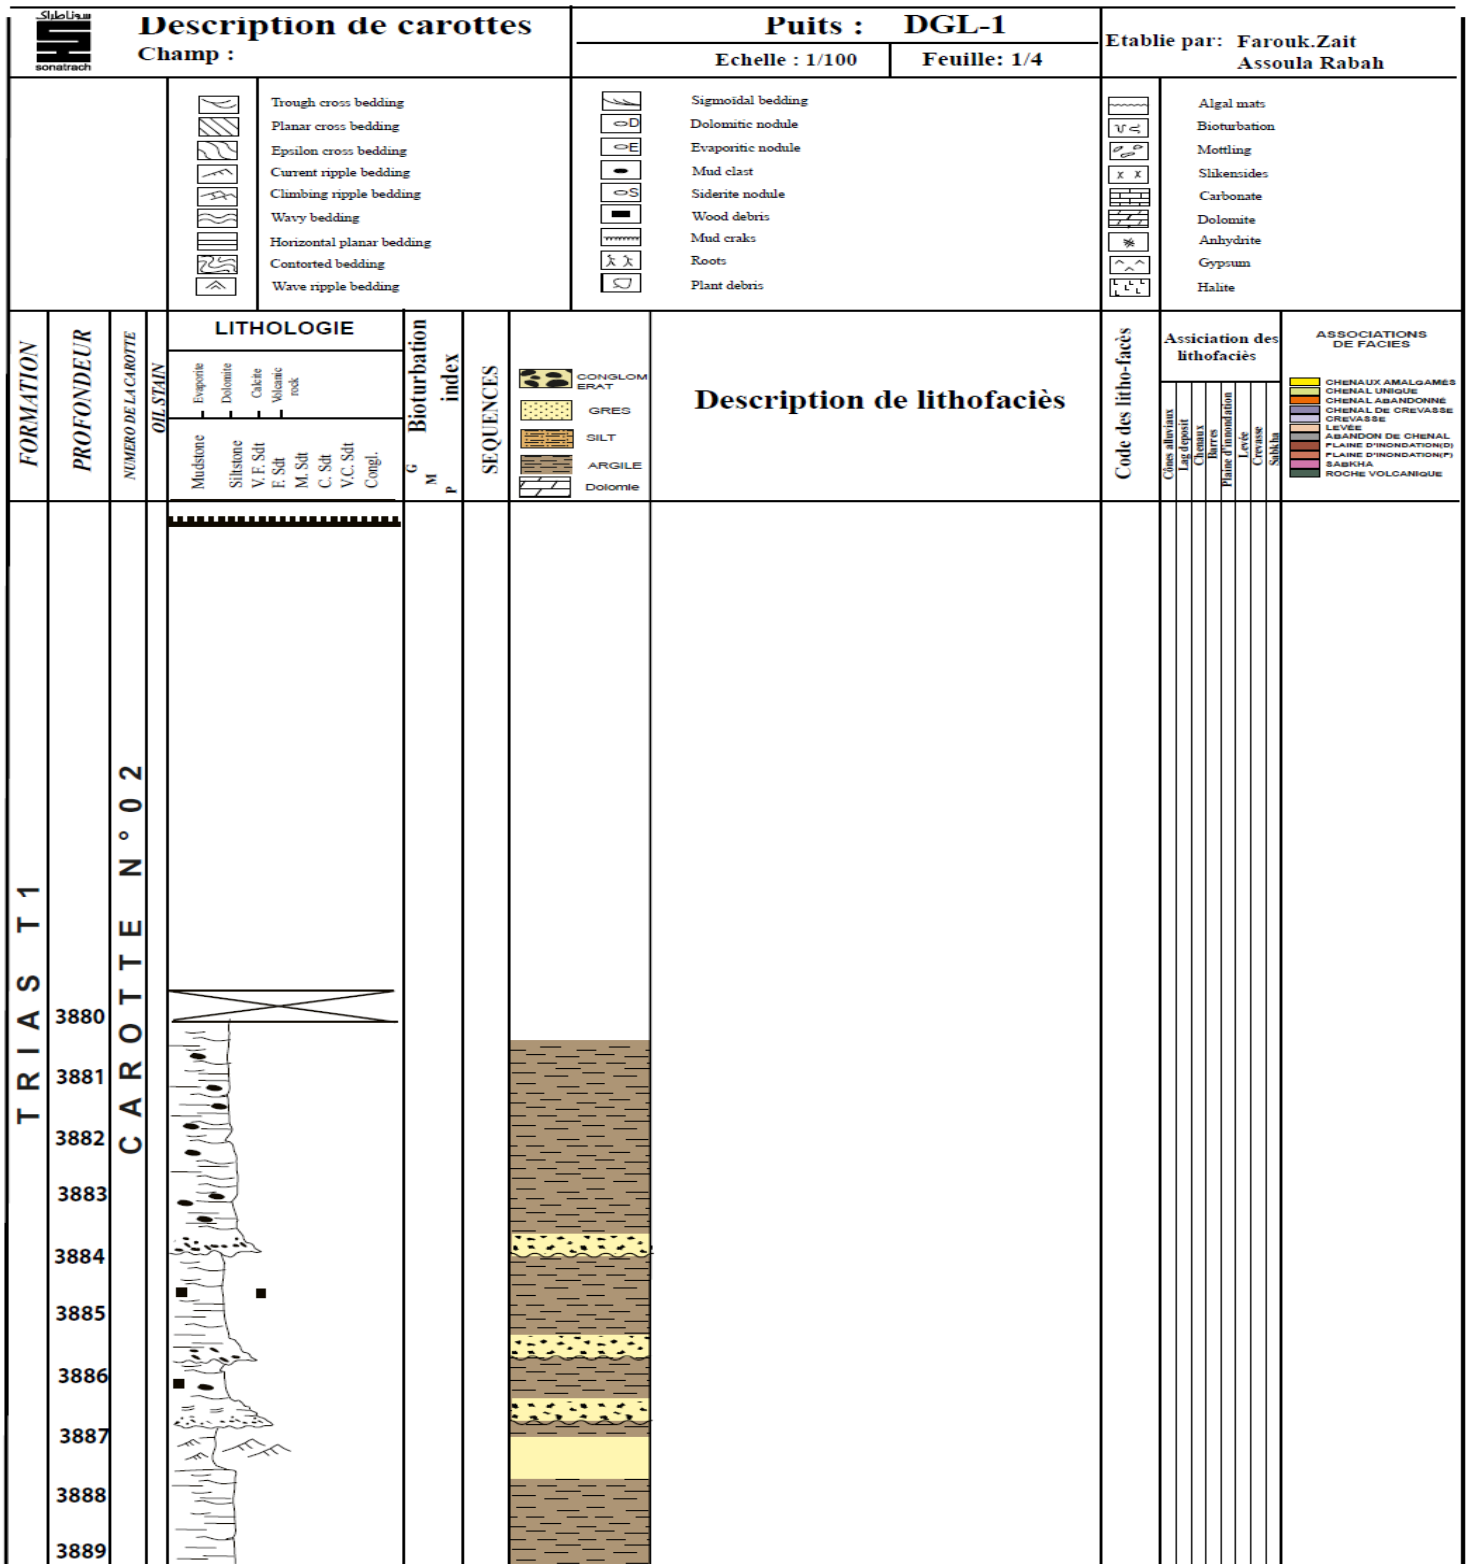 سوناطراك
sonatrach
Description de carottes
Champ :
Puits : DGL-1
Echelle : 1/100
Feuille: 1/4
Etablie par: Farouk.Zait
Assoula Rabah
Trough cross bedding
Planar cross bedding
Epsilon cross bedding
Current ripple bedding
Climbing ripple bedding
Wavy bedding
Horizontal planar bedding
Contorted bedding
Wave ripple bedding
Sigmoïdal bedding
D Dolomitic nodule
E Evaporitic nodule
Mud clast
S Siderite nodule
Wood debris
Mud craks
Roots
Plant debris
Algal mats
Bioturbation
Mottling
x x Slikensides
Carbonate
Dolomite
Anhydrite
Gypsum
Halite
FORMATION
PROFONDEUR
NUMERO DE LA CAROTTE
OIL STAIN
LITHOLOGIE
Evaporite
Dolomite
Calcite
Volcanic
rock
Mudstone
Siltstone
V. F. Sdt
F. Sdt
M. Sdt
C. Sdt
V.C. Sdt
Congl.
Bioturbation
index
G
M
P
SEQUENCES
CONGLOM
ERAT
GRES
SILT
ARGILE
Dolomie
Description de lithofaciès
Code des litho-facès
Assiciation des
lithofaciès
Cônes alluviaux
Lag deposit
Chenaux
Barres
Plaine d'innondation
Levée
Crevasse
Sabkha
ASSOCIATIONS
DE FACIES
CHENAUX AMALGAMÉS
CHENAL UNIQUE
CHENAL ABANDONNÉ
CHENAL DE CREVASSE
CREVASSE
LEVÉE
ABANDON DE CHENAL
PLAINE D'INONDATION(D)
PLAINE D'INONDATION(P)
SABKHA
ROCHE VOLCANIQUE
TRIAS T1
CAROTTE N°02
3880
3881
3882
3883
3884
3885
3886
3887
3888
3889